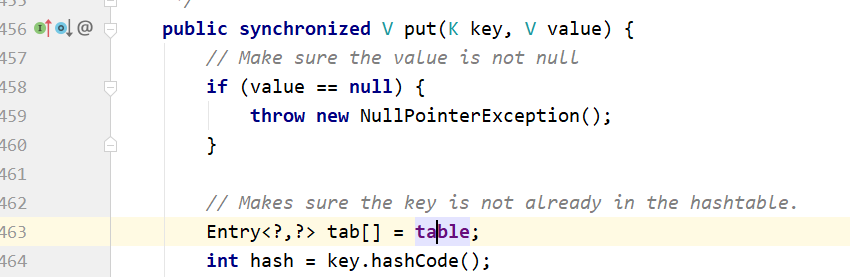 455 */
456 public synchronized V put(K key, V value) {
457 // Make sure the value is not null
458 if (value == null) {
459 throw new NullPointerException();
460 }
461
462 // Makes sure the key is not already in the hashtable.
463 Entry<?,?> tab[] = table;
464 int hash = key.hashCode();